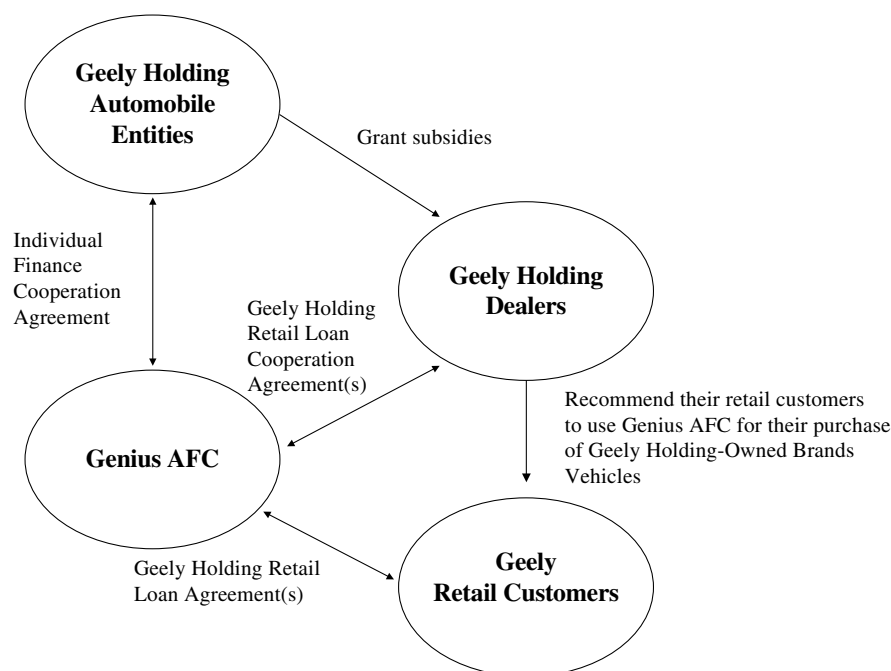 Geely Holding
Automobile
Entities
Grant subsidies
Individual
Finance
Cooperation
Agreement
Geely Holding
Dealers
Geely Holding
Retail Loan
Cooperation
Agreement(s)
Recommend their retail customers
to use Genius AFC for their purchase
of Geely Holding-Owned Brands
Vehicles
Genius AFC
Geely Holding Retail
Loan Agreement(s)
Geely
Retail Customers